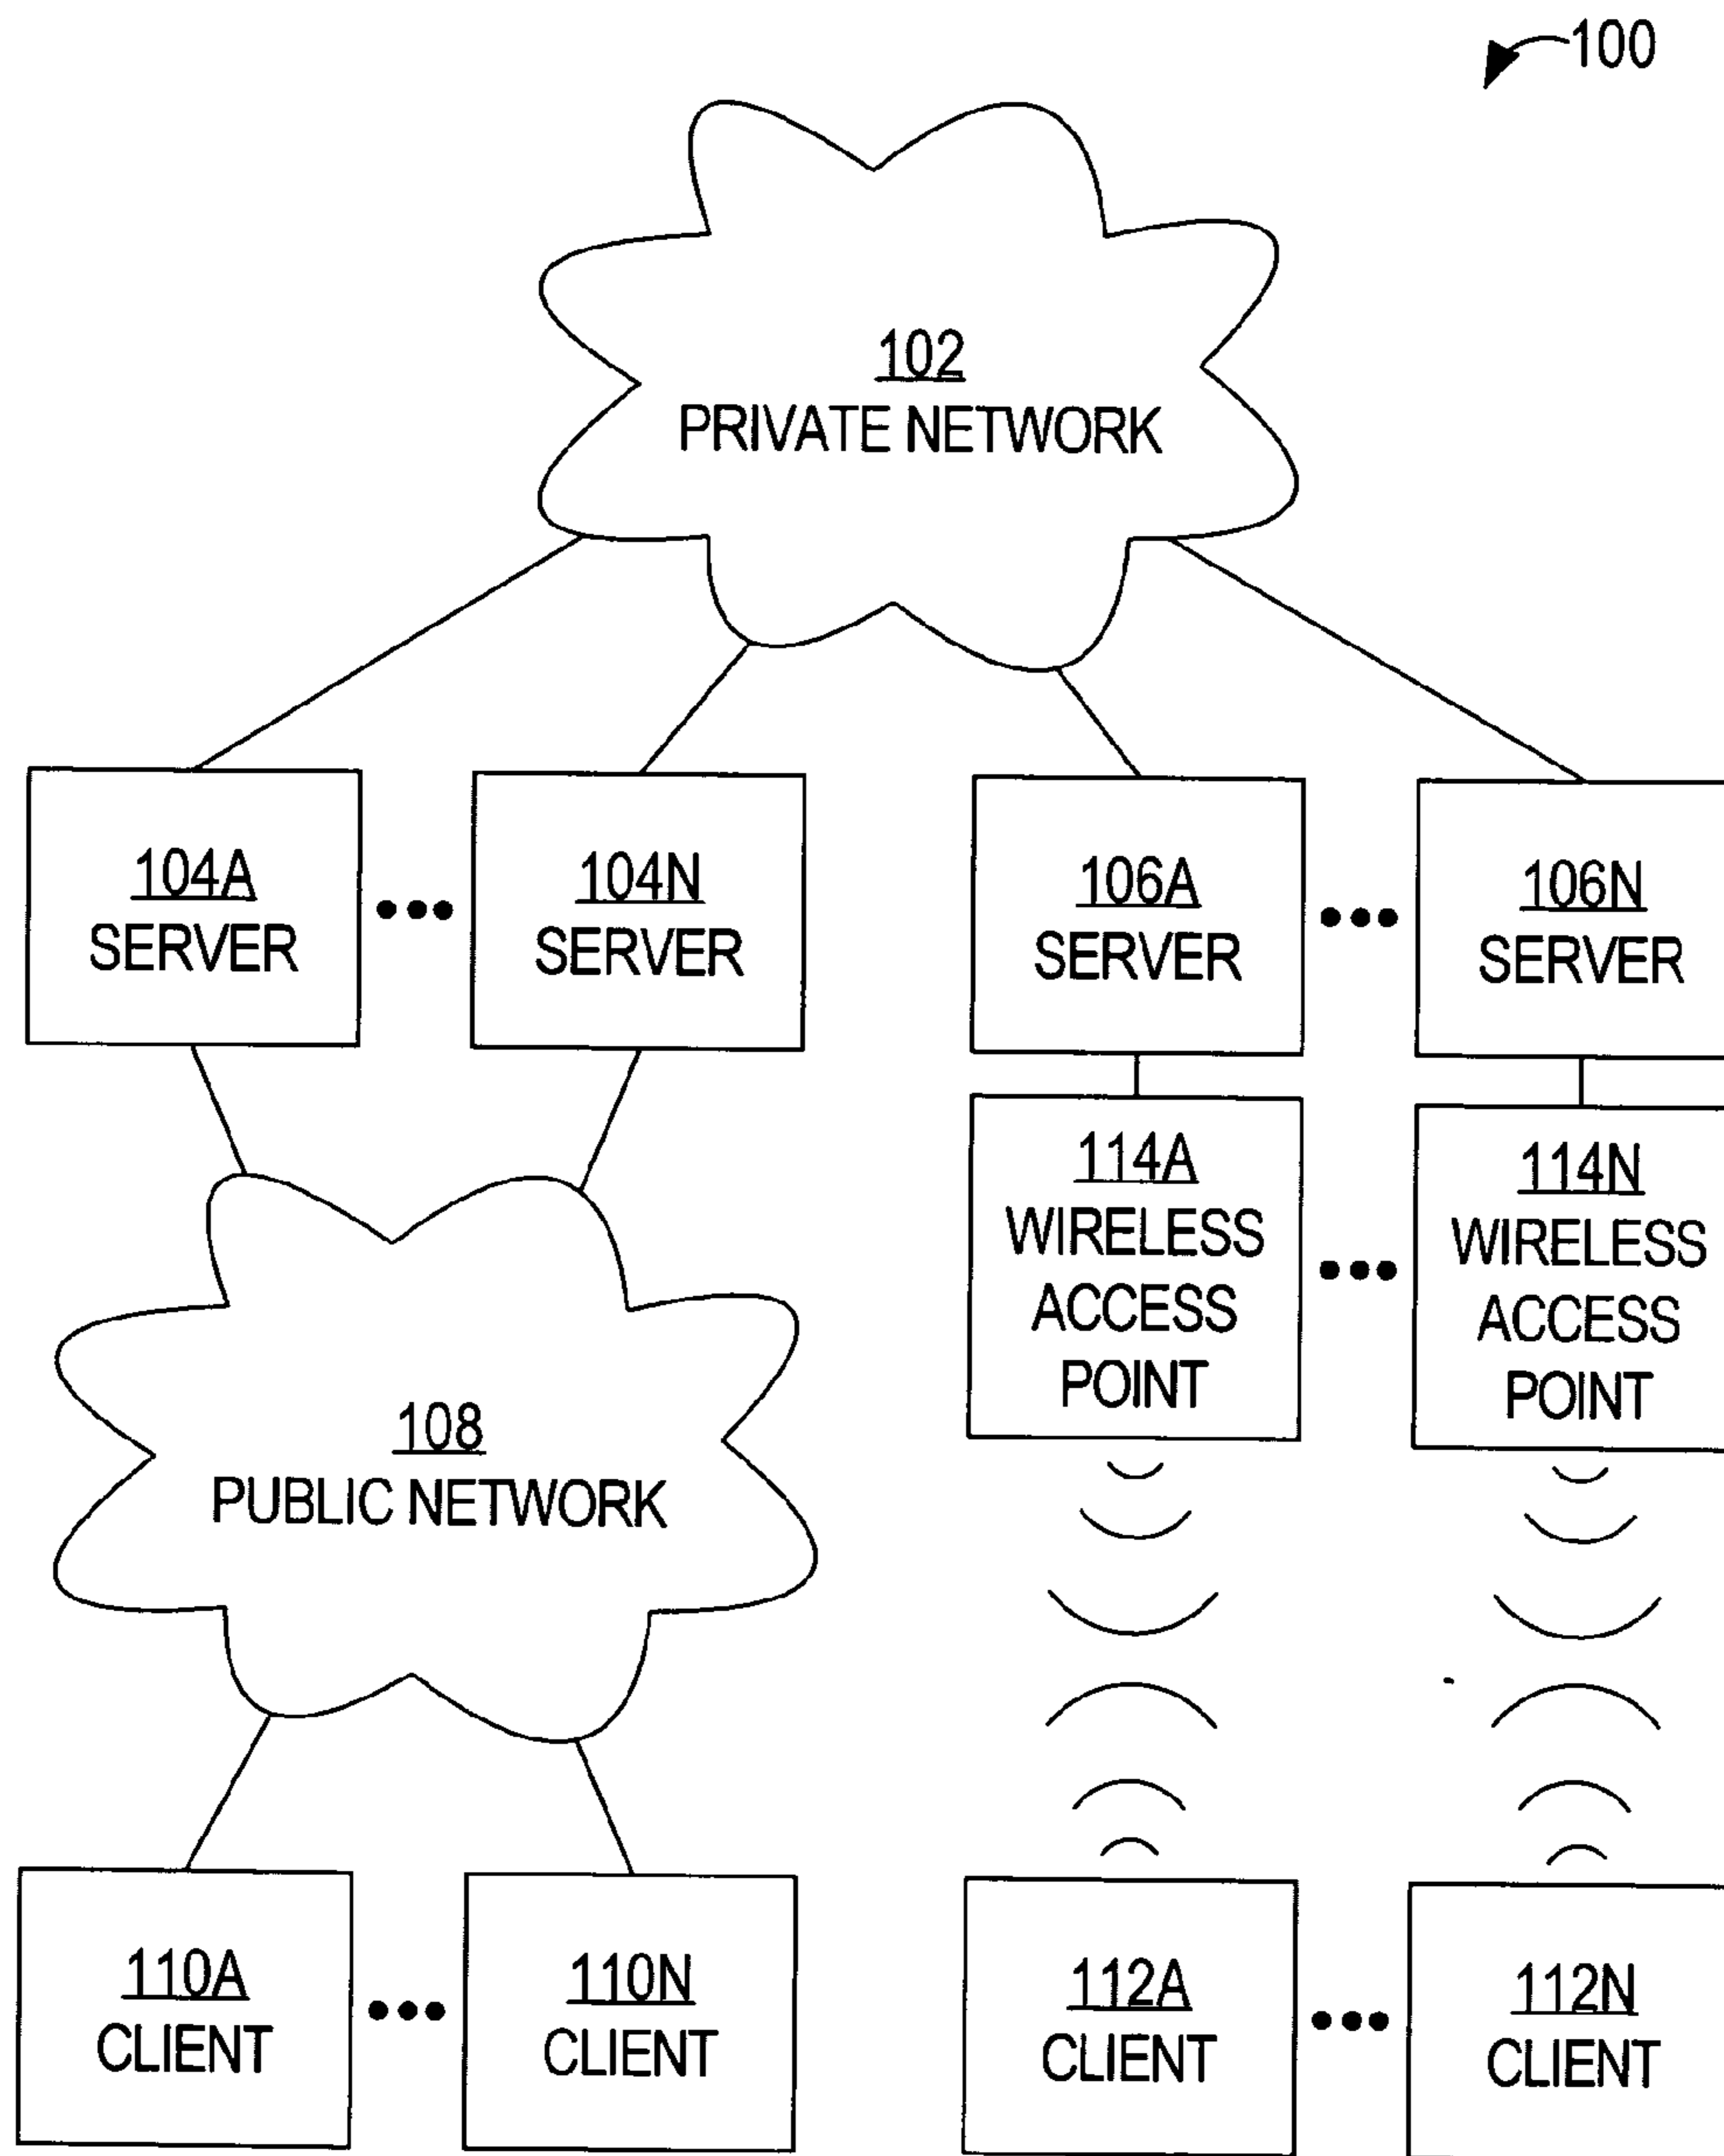 100
102
PRIVATE NETWORK
104A
SERVER
104N
SERVER
106A
SERVER
106N
SERVER
114A
WIRELESS
ACCESS
POINT
114N
WIRELESS
ACCESS
POINT
108
PUBLIC NETWORK
110A
CLIENT
110N
CLIENT
112A
CLIENT
112N
CLIENT